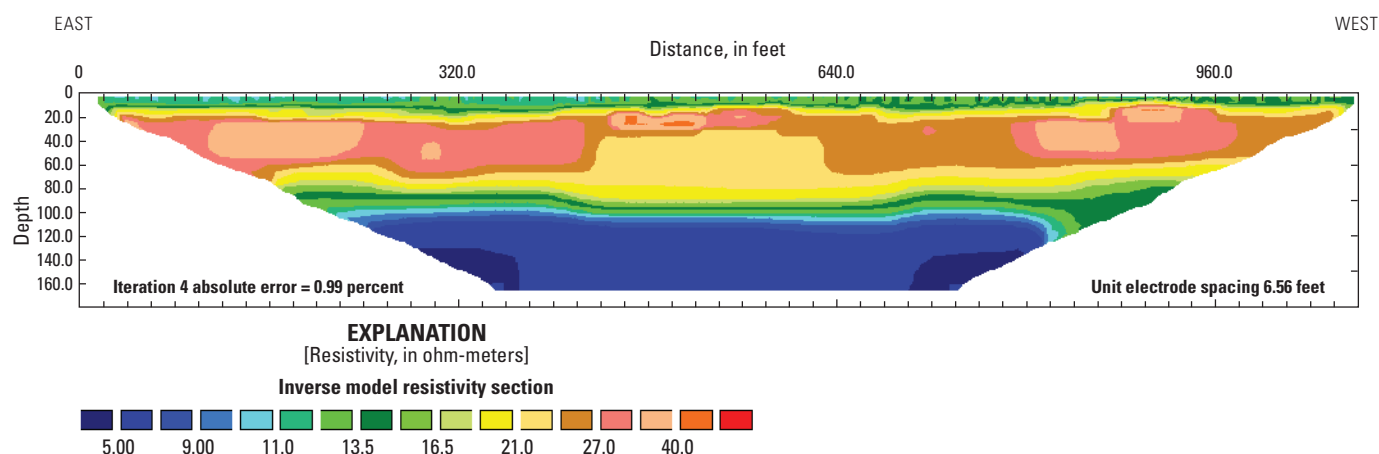 EAST WEST
Distance, in feet
0 320.0 640.0 960.0
Depth
0
20.0
40.0
60.0
80.0
100.0
120.0
140.0
160.0
Iteration 4 absolute error = 0.99 percent Unit electrode spacing 6.56 feet
EXPLANATION
[Resistivity, in ohm-meters]
Inverse model resistivity section
5.00 9.00 11.0 13.5 16.5 21.0 27.0 40.0